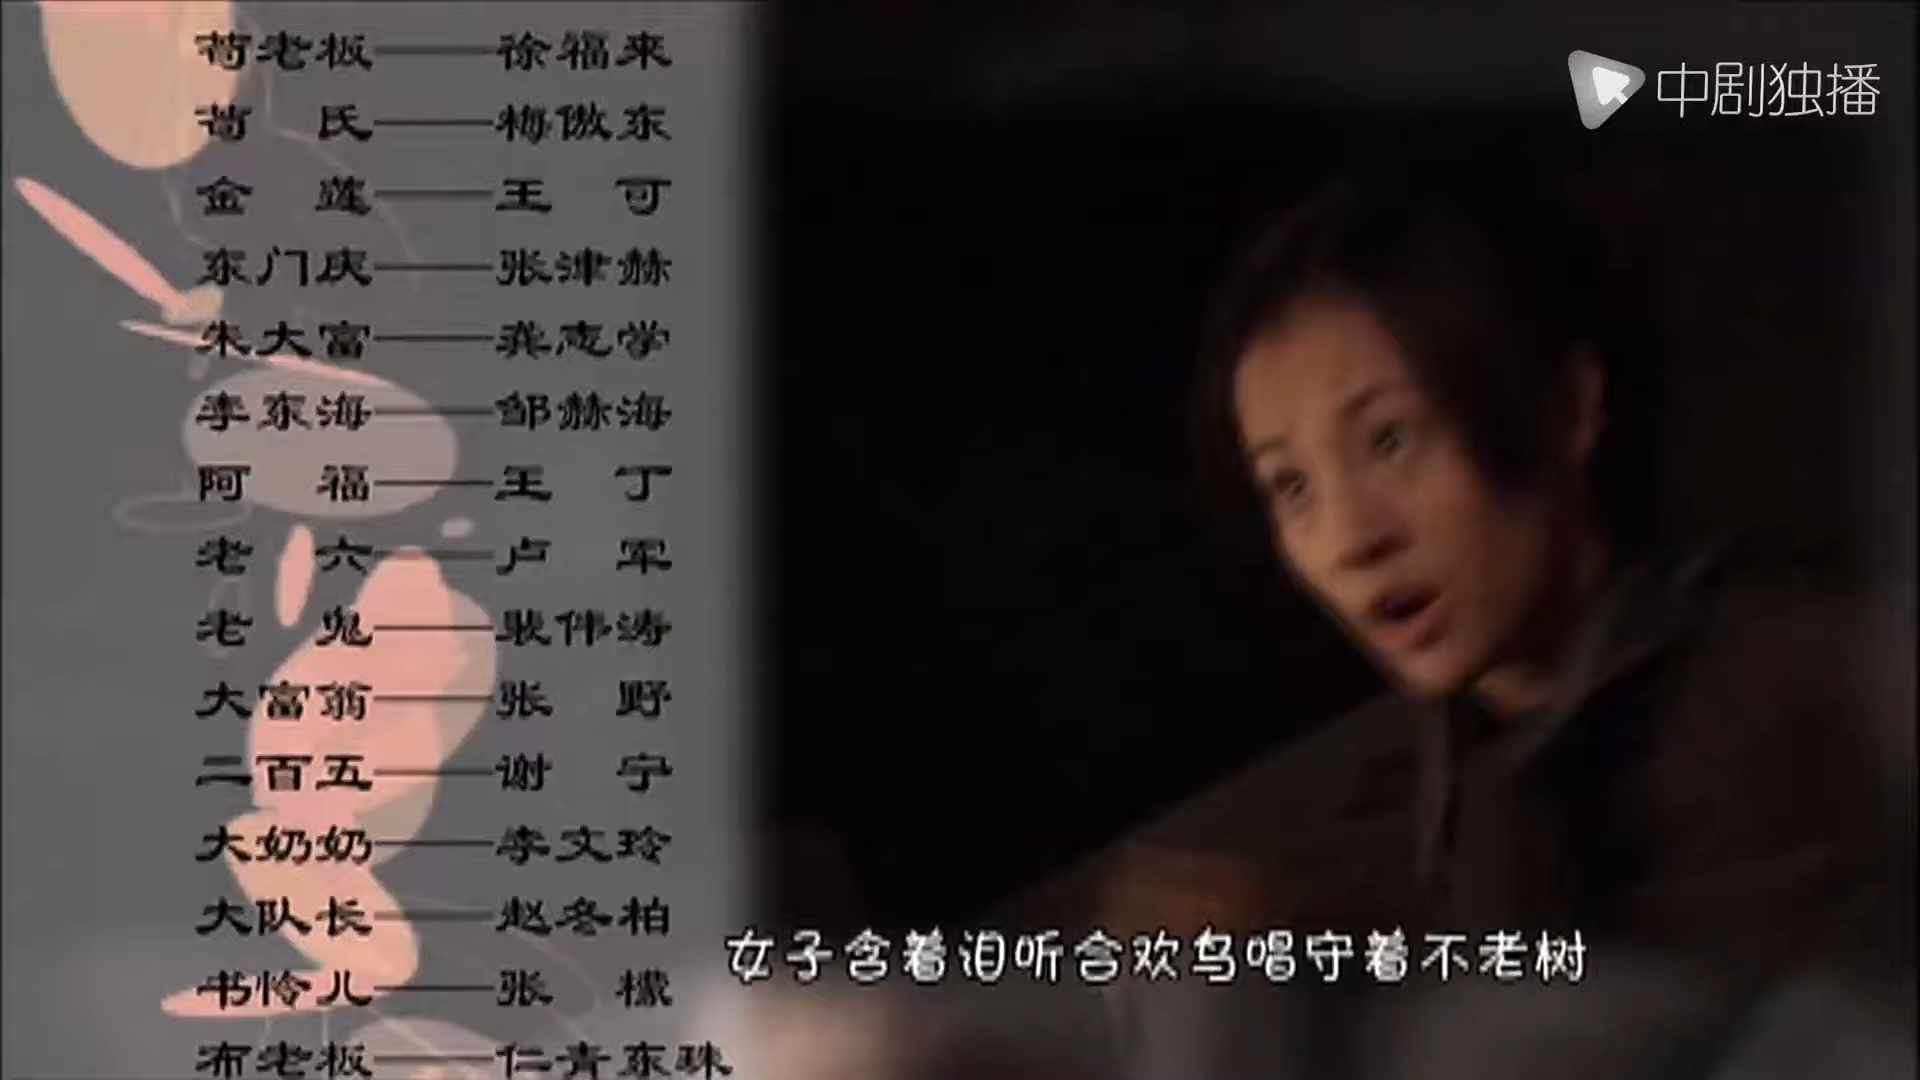 中剧独播
荀老板——徐福来
荀 氏——梅傲东
金 莲——王 可
东门庆——张津赫
朱大富——龚志学
李东海——邹赫海
阿 福——王 丁
老 六——卢 军
老 鬼——耿伟涛
大富翁——张 野
二百五——谢 宁
大奶奶——李文玲
大队长——赵冬柏
书怜儿——张 檬
布老板——仁青东珠
女子含着泪听合欢鸟唱守着不老树